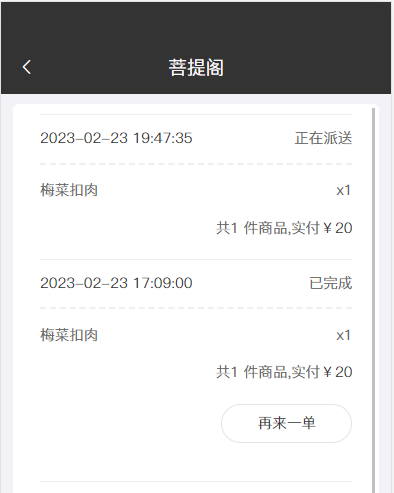 菩提阁
2023-02-23 19:47:35 正在派送
梅菜扣肉 x1
共1 件商品,实付￥20
2023-02-23 17:09:00 已完成
梅菜扣肉 x1
共1 件商品,实付￥20
再来一单